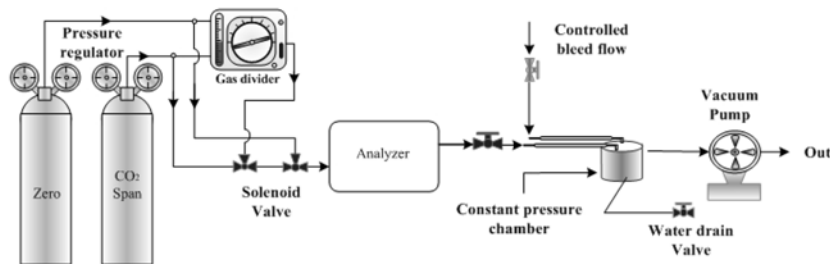 Pressure
regulator
Gas divider
Controlled
bleed flow
Vacuum
Pump
Zero
CO₂
Span
Analyzer
Solenoid
Valve
Constant pressure
chamber
Out
Water drain
Valve